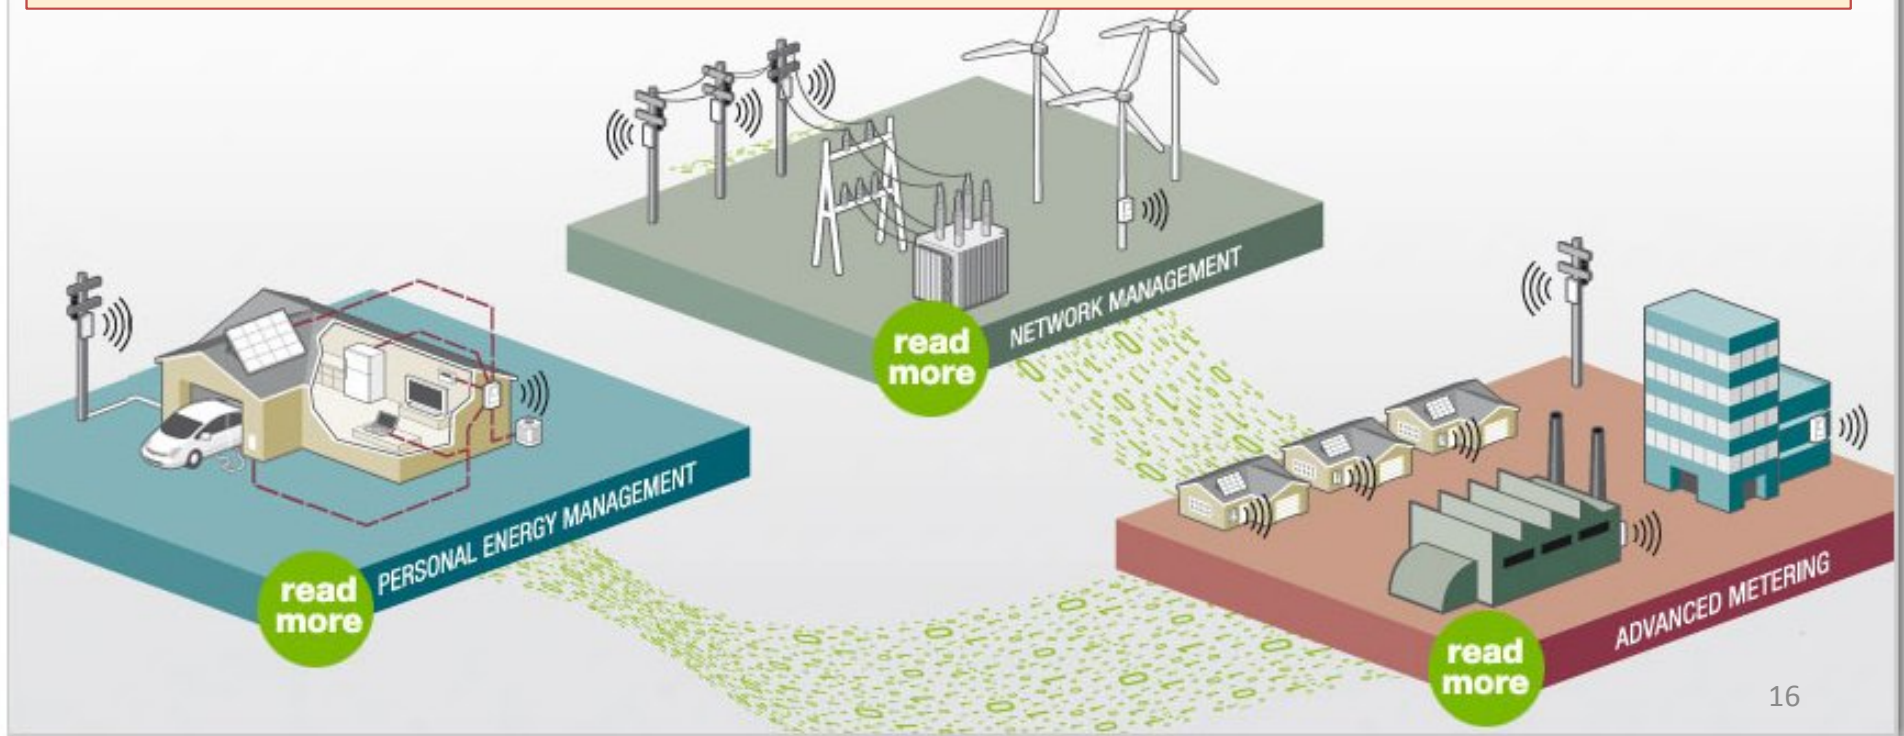 NETWORK MANAGEMENT
read
more
PERSONAL ENERGY MANAGEMENT
read
more
ADVANCED METERING
read
more
16